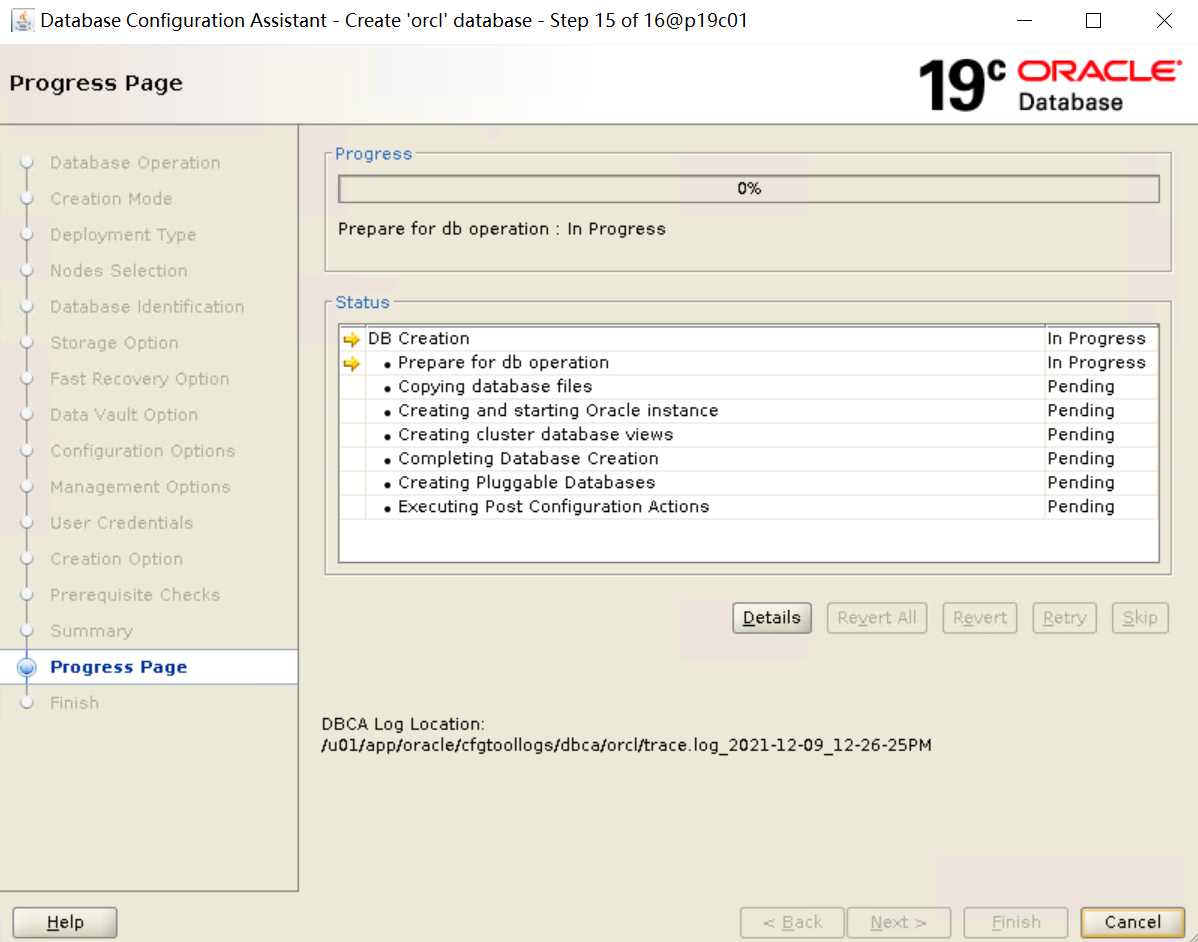 Database Configuration Assistant - Create 'orcl' database - Step 15 of 16@p19c01
Progress Page
19c ORACLE Database
Database Operation
Creation Mode
Deployment Type
Nodes Selection
Database Identification
Storage Option
Fast Recovery Option
Data Vault Option
Configuration Options
Management Options
User Credentials
Creation Option
Prerequisite Checks
Summary
Progress Page
Finish
Progress
0%
Prepare for db operation : In Progress
Status
DB Creation In Progress
• Prepare for db operation In Progress
• Copying database files Pending
• Creating and starting Oracle instance Pending
• Creating cluster database views Pending
• Completing Database Creation Pending
• Creating Pluggable Databases Pending
• Executing Post Configuration Actions Pending
Details Revert All Revert Retry Skip
DBCA Log Location:
/u01/app/oracle/cfgtoollogs/dbca/orcl/trace.log_2021-12-09_12-26-25PM
Help < Back Next > Finish Cancel